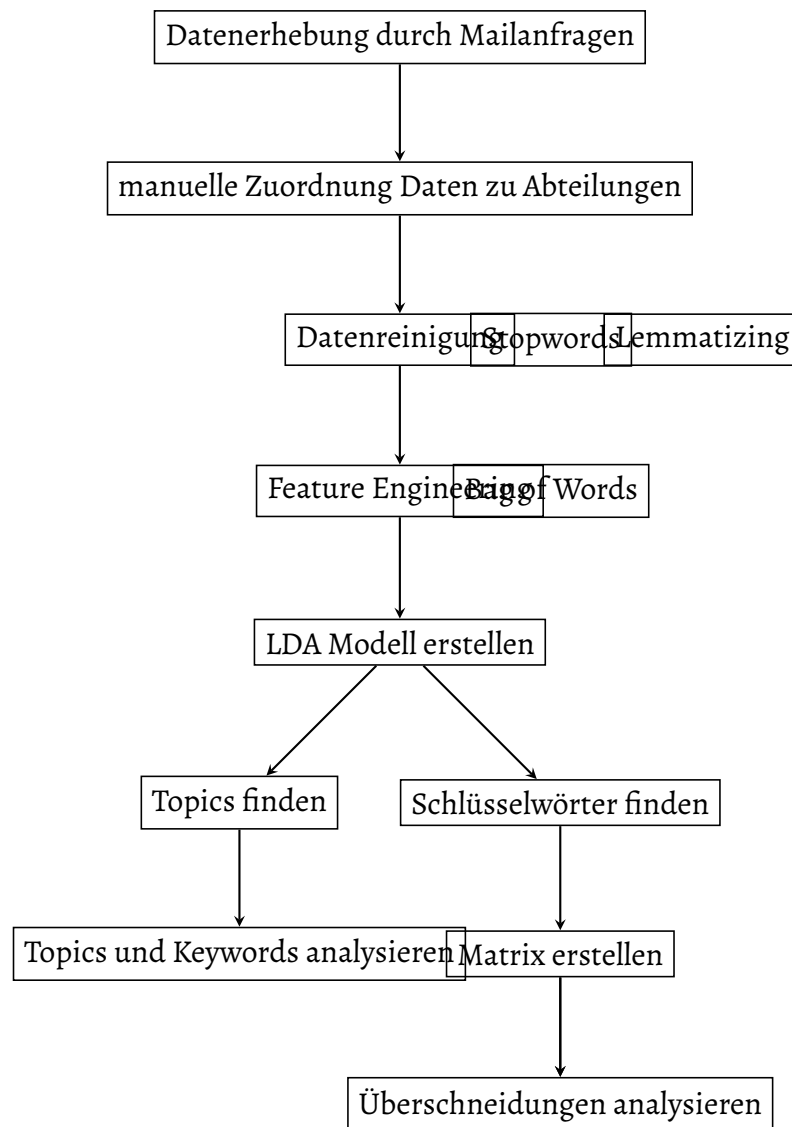 Datenerhebung durch Mailanfragen
manuelle Zuordnung Daten zu Abteilungen
Datenreinigung Stopwords Lemmatizing
Feature Engineering Bag of Words
LDA Modell erstellen
Topics finden Schlüsselwörter finden
Topics und Keywords analysieren Matrix erstellen
Überschneidungen analysieren